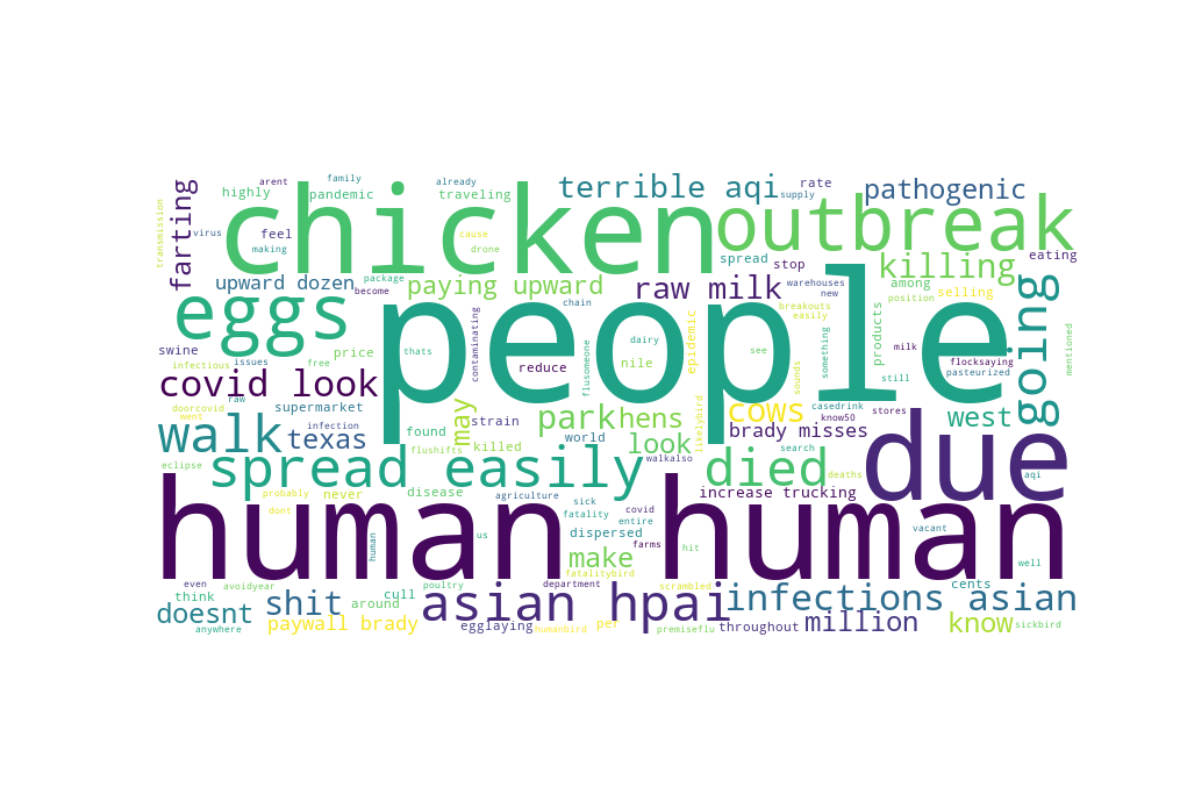 farting
highly
arent
family
pandemic
already
traveling
terrible aqi
rate
supply
pathogenic
transmission
virus
feel
making
chicken
cause
drone
outbreak
spread
stop
killing
eating
upward dozen
package
become
paying upward
raw milk
warehouses
new
among
position
selling
going
eggs
chain
people
breakouts
easily
products
mentioned
swine
issues
infectious
free
price
thats
contaminating
reduce
flusomeone
nile
dairy
epidemic
see
sounds
something
milk
still
flocksaying
pasteurized
covid look
raw
doorcovid
went
supermarket
infection
walk
texas
found
flushifts
may
strain
killed
park
hens
world
look
walkalso
likelybird
cows
casedrink
know50
stores
brady misses
search
west
due
eclipse
spread easily
died
deaths
aqi
probably
never
disease
agriculture
sick
fatality
covid
entire
increase trucking
dont
human human
human
us
dispersed
farms
hit
vacant
well
make
fatalitybird
even
avoidyear
think
shit
around
cull
poultry
department
asian hpai
scrambled
infections asian
cents
doesnt
anywhere
paywall brady
egglaying
humanbird
per
premiseflu
throughout
million
know
sickbird